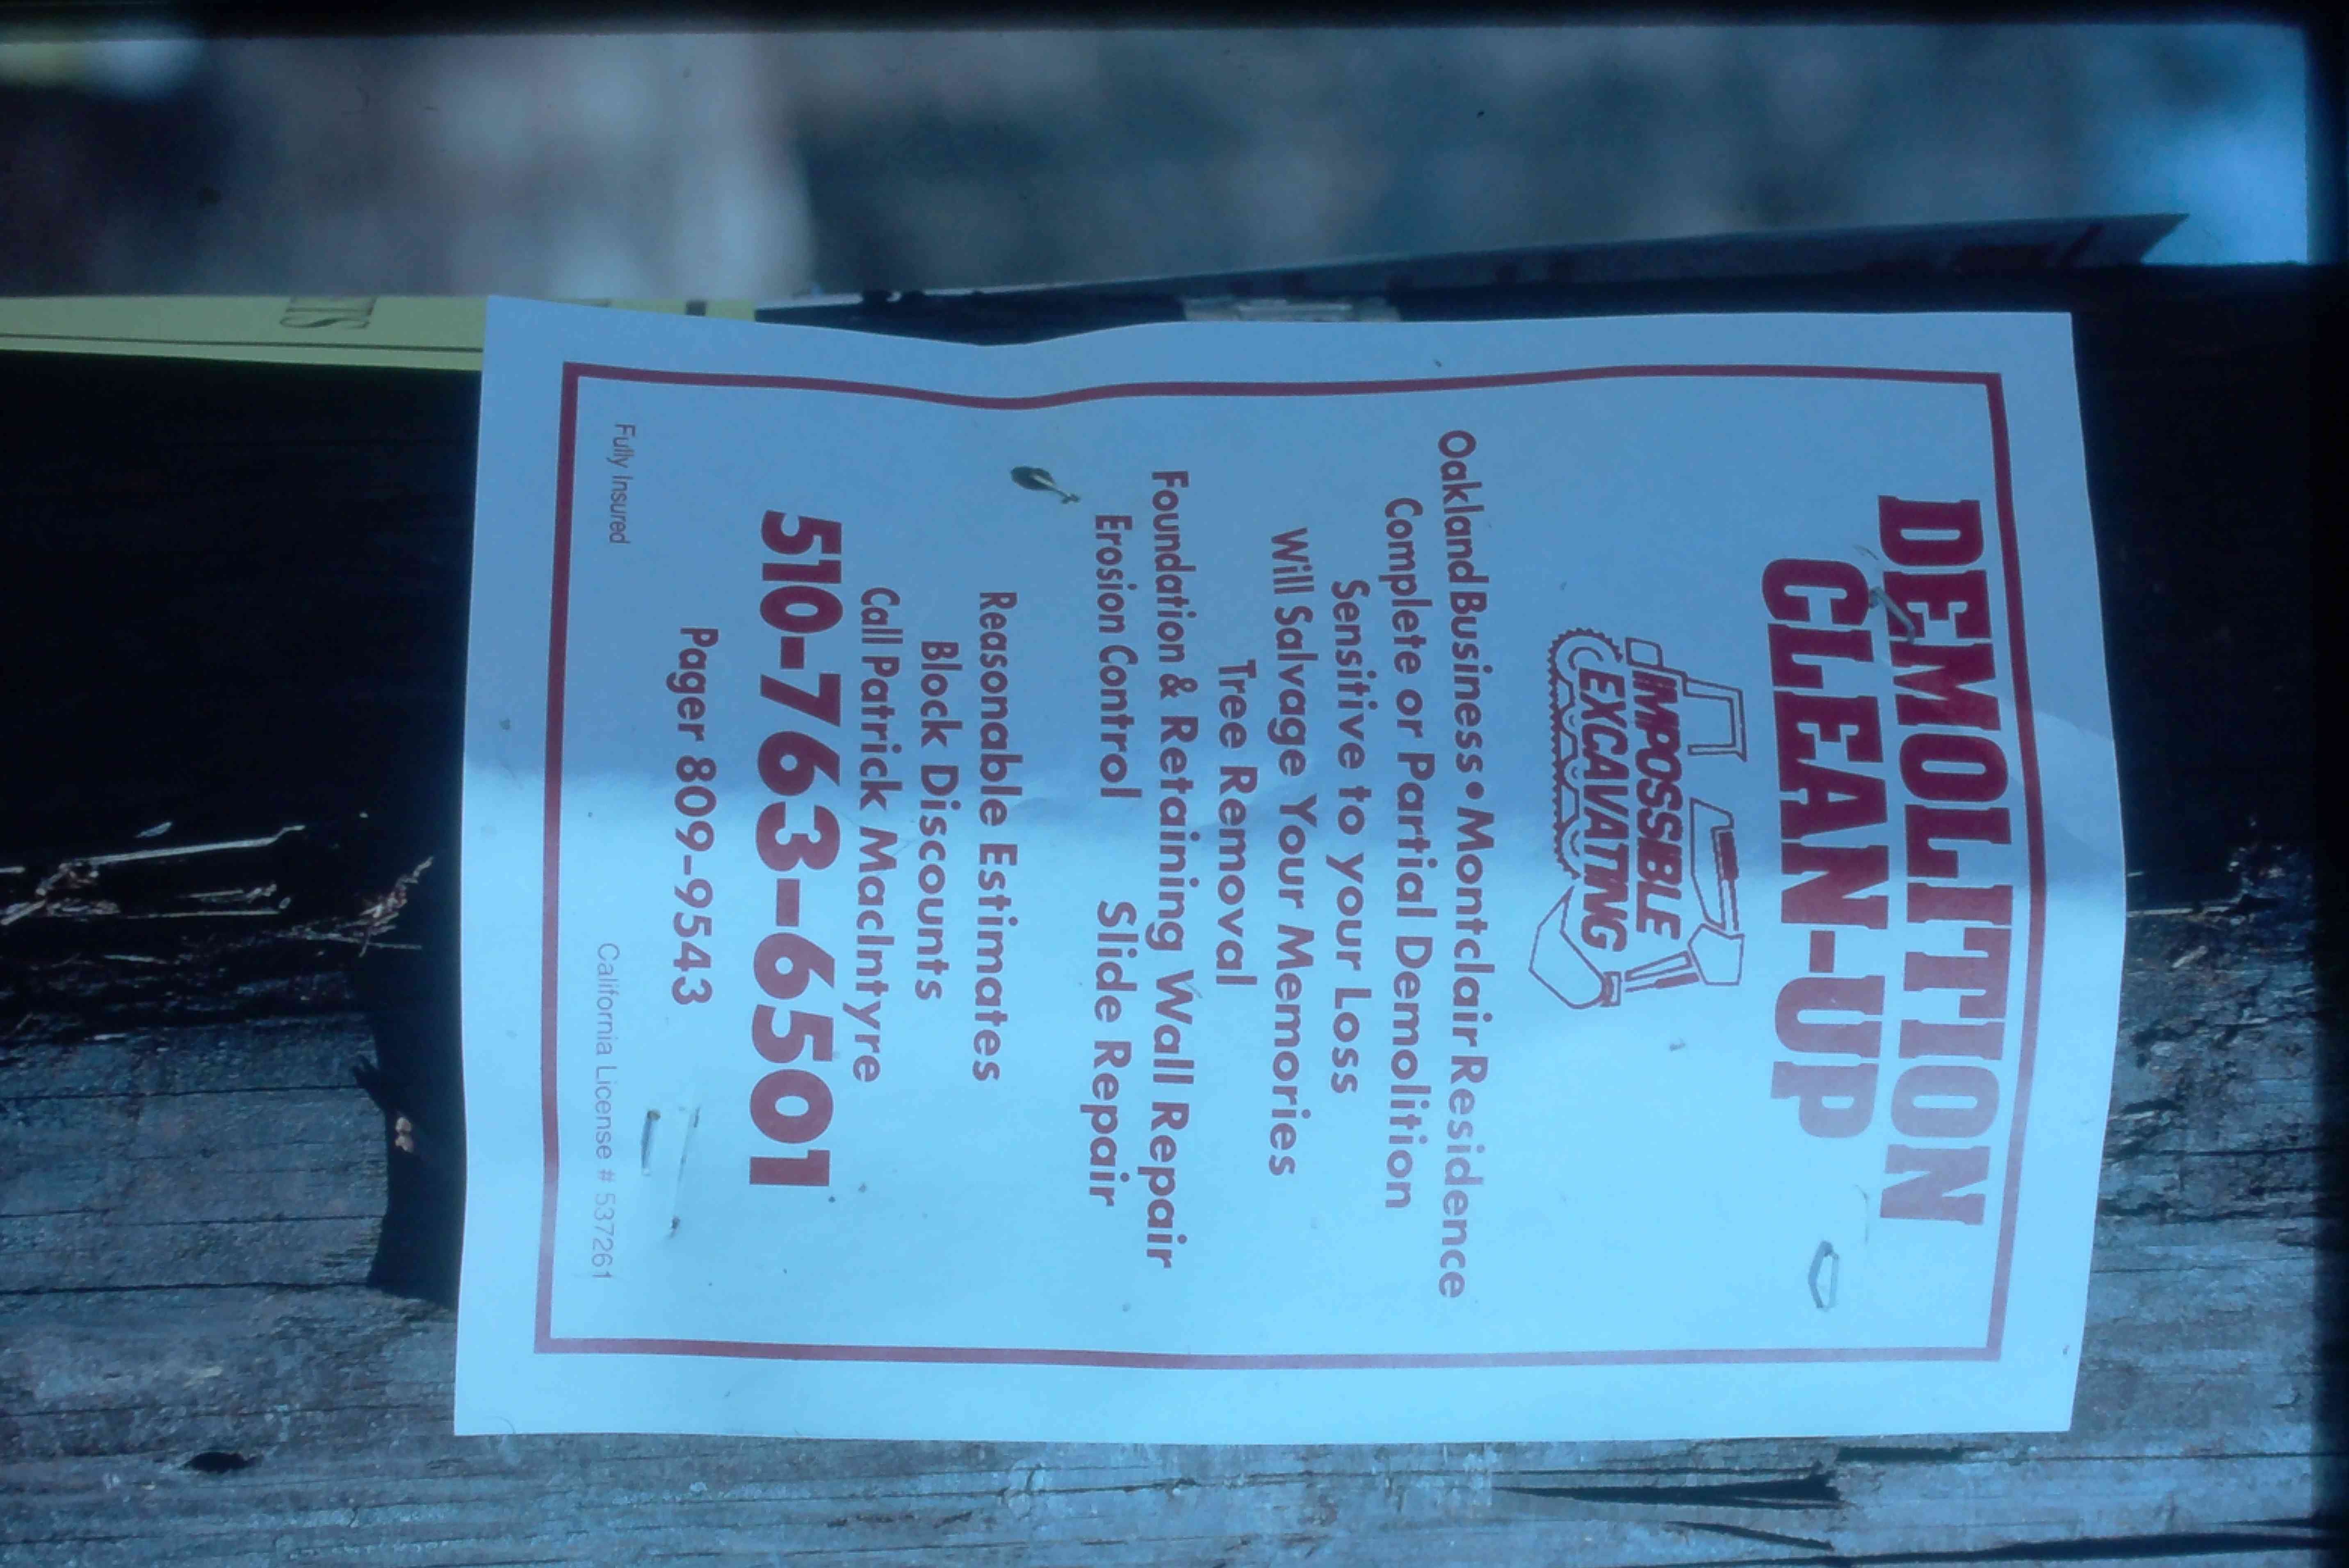 DEMOLITION
CLEAN-UP
IMPOSSIBLE
EXCAVATING
Oakland Business • Montclair Residence
Complete or Partial Demolition
Sensitive to your Loss
Will Salvage Your Memories
Tree Removal
Foundation & Retaining Wall Repair
Erosion Control Slide Repair
Reasonable Estimates
Block Discounts
Call Patrick MacIntyre
510-763-6501
Pager 809-9543
Fully Insured California License # 537261